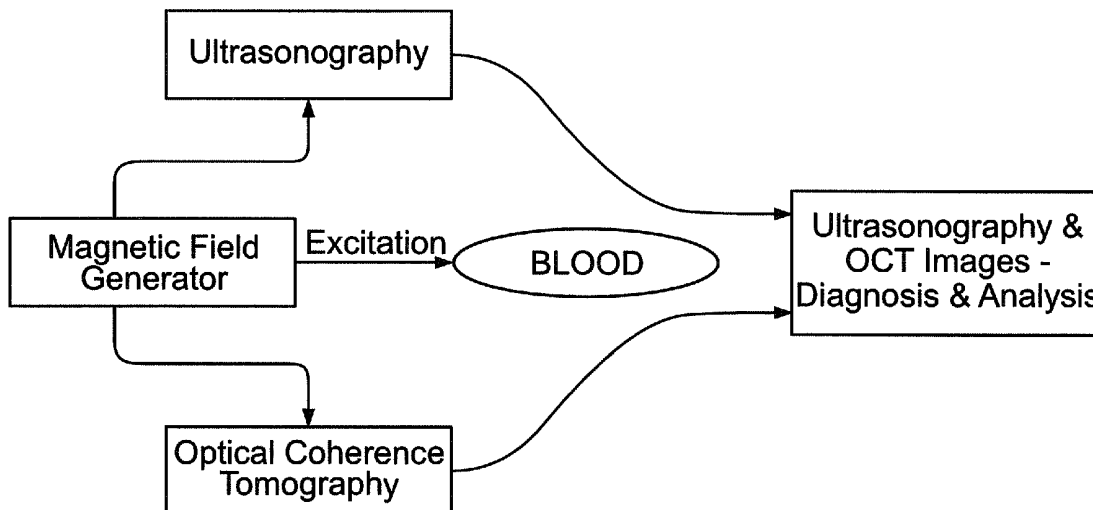 Ultrasonography
Magnetic Field
Generator
Excitation
BLOOD
Ultrasonography &
OCT Images -
Diagnosis & Analysis
Optical Coherence
Tomography